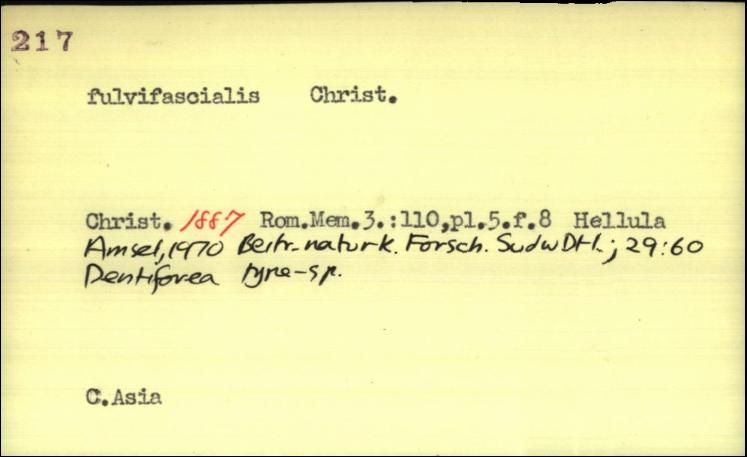 217
fulvifascialis Christ.
Christ. 1887 Rom.Mem.3.:110,pl.5.f.8 Hellula
Amsel, 1970 Beitr. naturk. Forsch. SudwDtl.; 29:60
Dentifovea type-sp.
C.Asia